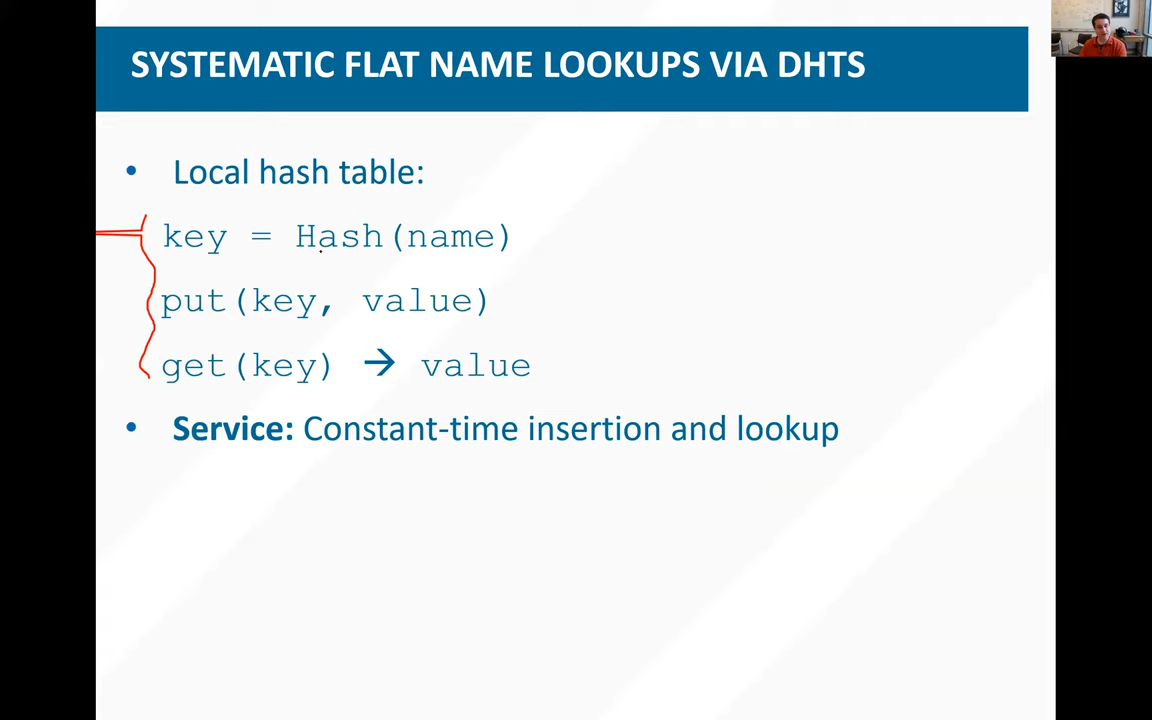 SYSTEMATIC FLAT NAME LOOKUPS VIA DHTS
• Local hash table:
key = Hash(name)
put(key, value)
get(key) → value
• Service: Constant-time insertion and lookup